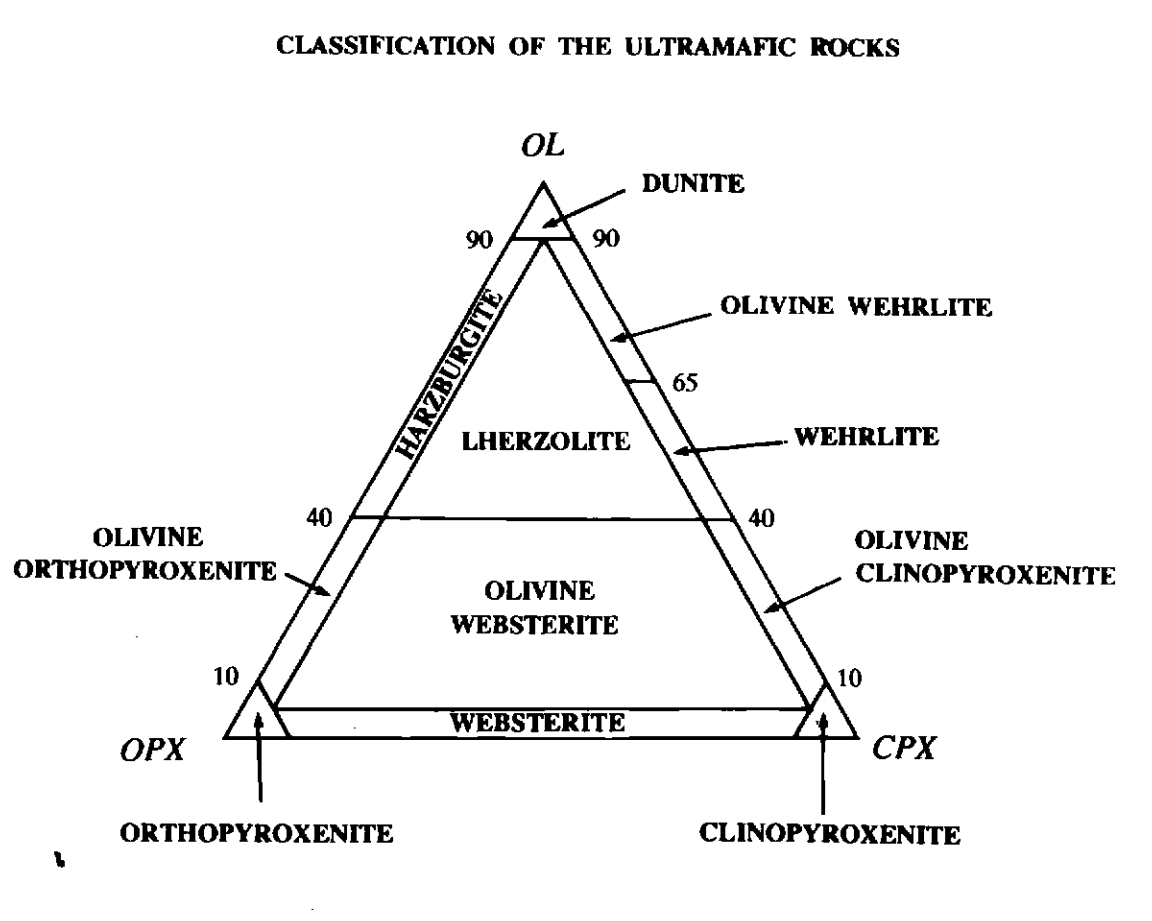 CLASSIFICATION OF THE ULTRAMAFIC ROCKS
OL
DUNITE
90
90
OLIVINE WEHRLITE
HARZBURGITE
65
LHERZOLITE
WEHRLITE
40
40
OLIVINE
ORTHOPYROXENITE
OLIVINE
CLINOPYROXENITE
OLIVINE
WEBSTERITE
10
10
WEBSTERITE
OPX
CPX
ORTHOPYROXENITE
CLINOPYROXENITE